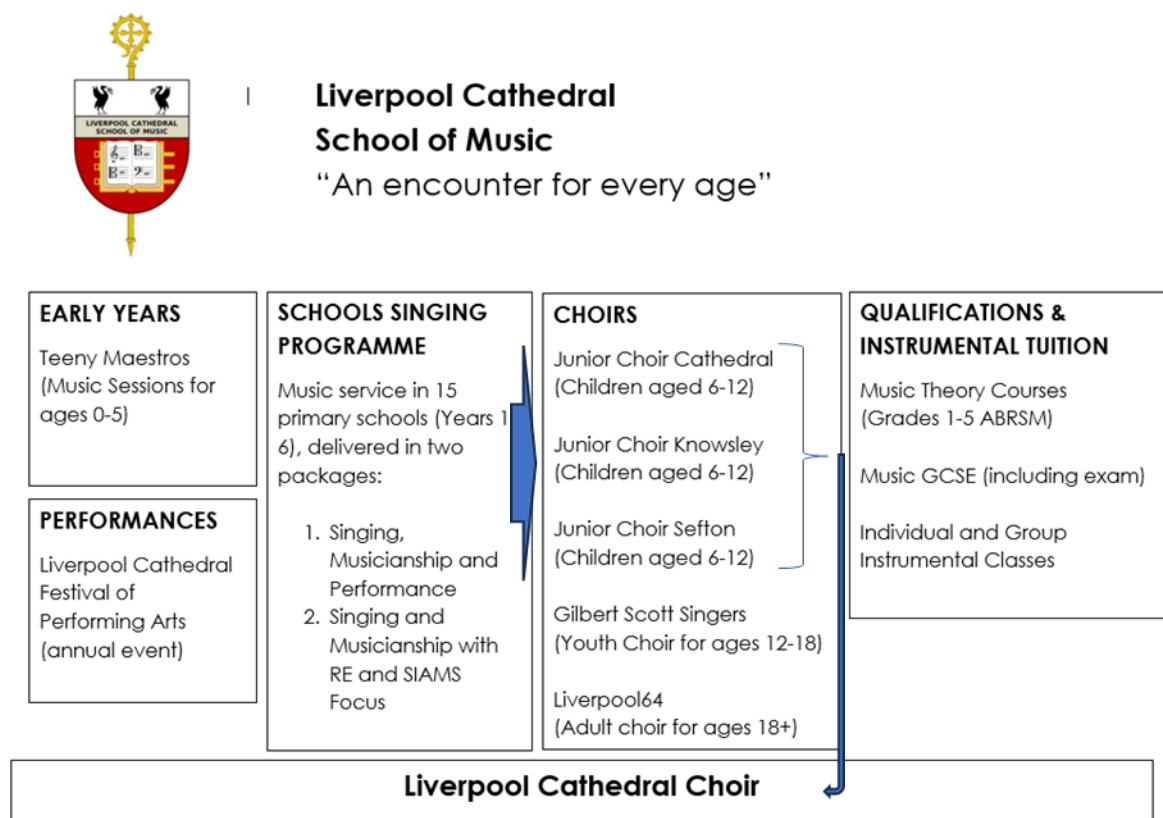 LIVERPOOL CATHEDRAL
SCHOOL OF MUSIC
Liverpool Cathedral
School of Music
“An encounter for every age”
EARLY YEARS
Teeny Maestros
(Music Sessions for
ages 0-5)
PERFORMANCES
Liverpool Cathedral
Festival of
Performing Arts
(annual event)
SCHOOLS SINGING
PROGRAMME
Music service in 15
primary schools (Years 1
6), delivered in two
packages:
1. Singing,
Musicianship and
Performance
2. Singing and
Musicianship with
RE and SIAMS
Focus
CHOIRS
Junior Choir Cathedral
(Children aged 6-12)
Junior Choir Knowsley
(Children aged 6-12)
Junior Choir Sefton
(Children aged 6-12)
Gilbert Scott Singers
(Youth Choir for ages 12-18)
Liverpool64
(Adult choir for ages 18+)
QUALIFICATIONS &
INSTRUMENTAL TUITION
Music Theory Courses
(Grades 1-5 ABRSM)
Music GCSE (including exam)
Individual and Group
Instrumental Classes
Liverpool Cathedral Choir